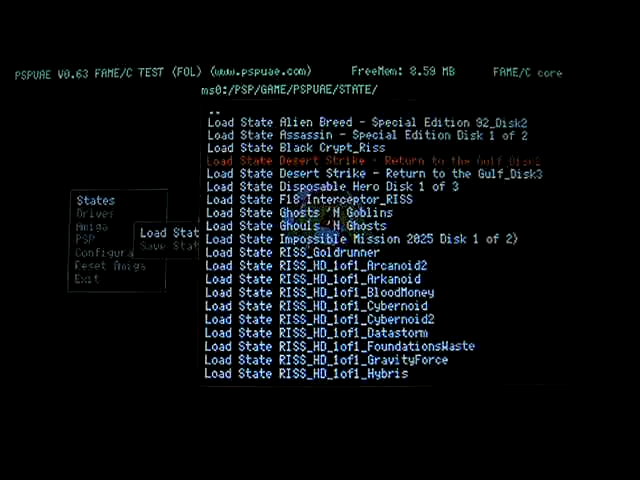 PSPUAE V0.63 FAME/C TEST (FOL) (www.pspuae.com) FreeMem: 8.59 MB FAME/C core
ms0:/PSP/GAME/PSPUAE/STATE/
..
Load State Alien Breed - Special Edition 92_Disk2
Load State Assassin - Special Edition Disk 1 of 2
Load State Black Crypt_Riss
Load State Desert Strike - Return to the Gulf_Disk2
Load State Desert Strike - Return to the Gulf_Disk3
Load State Disposable Hero Disk 1 of 3
Load State F18 Interceptor_RISS
Load State Ghosts 'N Goblins
Load State Ghouls 'N Ghosts
Load State Impossible Mission 2025 Disk 1 of 2)
Load State RISS_Goldrunner
Load State RISS_HD_1of1_Arcanoid2
Load State RISS_HD_1of1_Arkanoid
Load State RISS_HD_1of1_BloodMoney
Load State RISS_HD_1of1_Cybernoid
Load State RISS_HD_1of1_Cybernoid2
Load State RISS_HD_1of1_Datastorm
Load State RISS_HD_1of1_FoundationsWaste
Load State RISS_HD_1of1_GravityForce
Load State RISS_HD_1of1_Hybris
States
Driver
Amiga
PSP
Configura
Reset Amiga
Exit
Load Stat
Save Stat